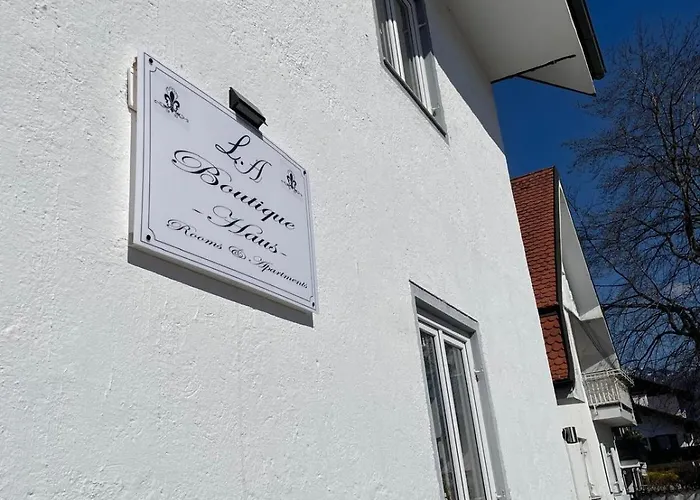 LA
Boutique
- Haus -
Rooms & Apartments